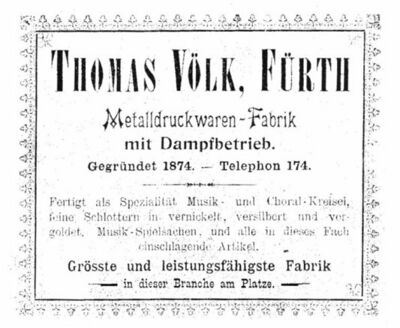 THOMAS VÖLK, FÜRTH
Metalldruckwaren-Fabrik
mit Dampfbetrieb.
Gegründet 1874. — Telephon 174.
Fertigt als Spezialität Musik- und Choral-Kreisel,
feine Schlottern in vernickelt, versilbert und ver-
goldet, Musik-Spielsachen, und alle in dieses Fach
einschlagende Artikel.
Grösste und leistungsfähigste Fabrik
— in dieser Branche am Platze. —